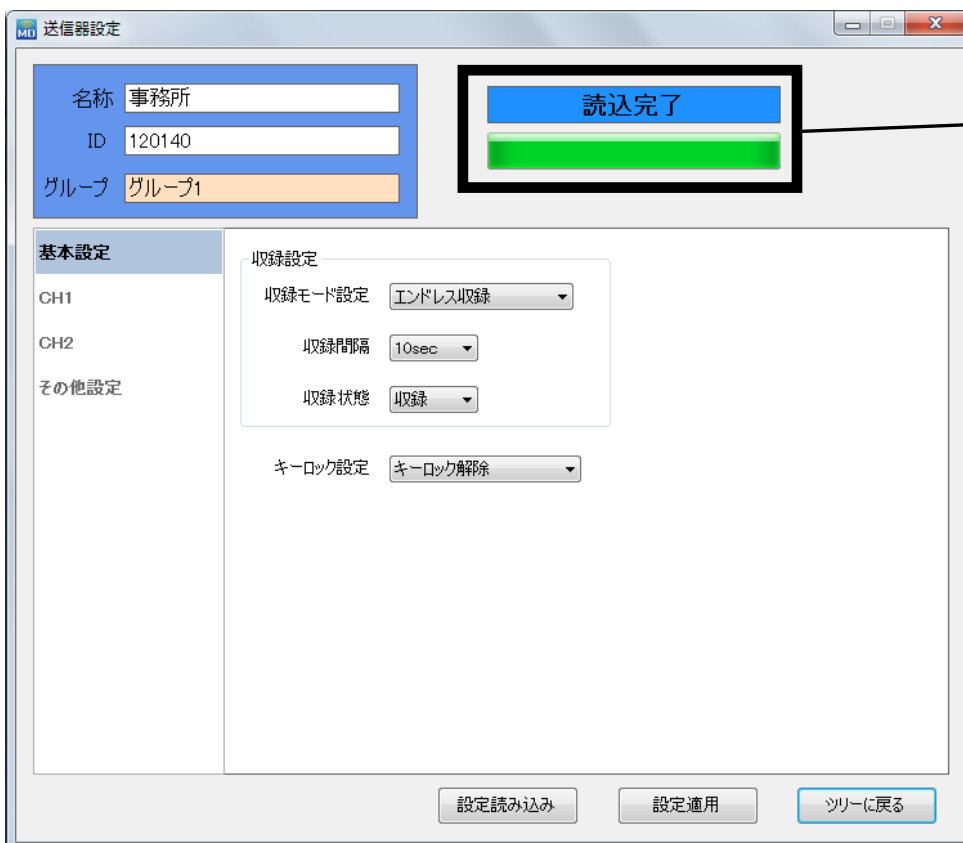 MD 送信器設定
名称 事務所
ID 120140
グループ グループ1
読込完了
基本設定
CH1
CH2
その他設定
収録設定
収録モード設定 エンドレス収録
収録間隔 10sec
収録状態 収録
キーロック設定 キーロック解除
設定読み込み 設定適用 ツリーに戻る